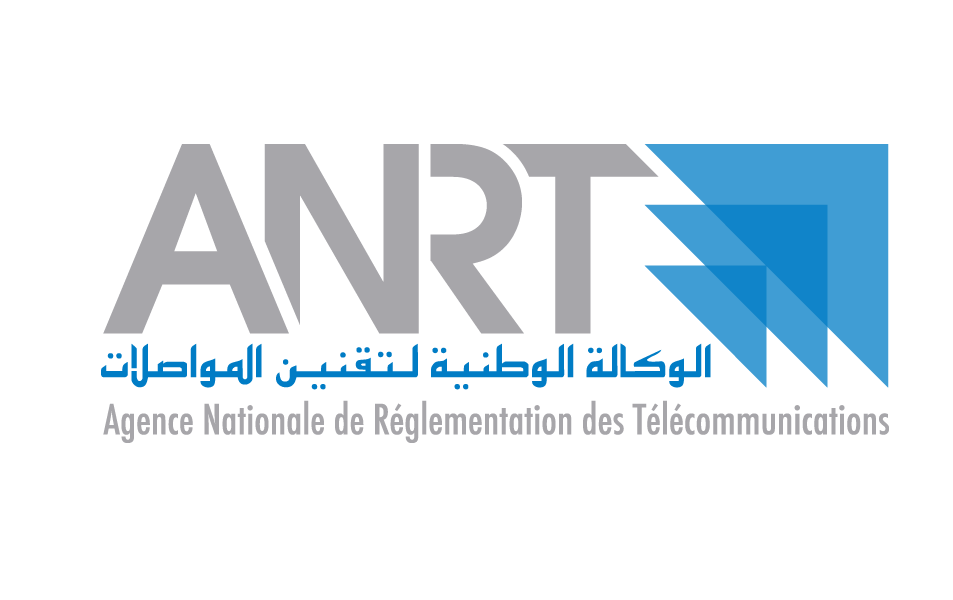 ANRT
الوكالة الوطنية لتقنين المواصلات
Agence Nationale de Réglementation des Télécommunications